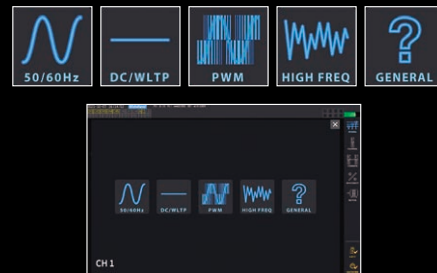 50/60Hz
DC/WLTP
PWM
HIGH FREQ
GENERAL
50/60Hz
DC/WLTP
PWM
HIGH FREQ
GENERAL
CH 1